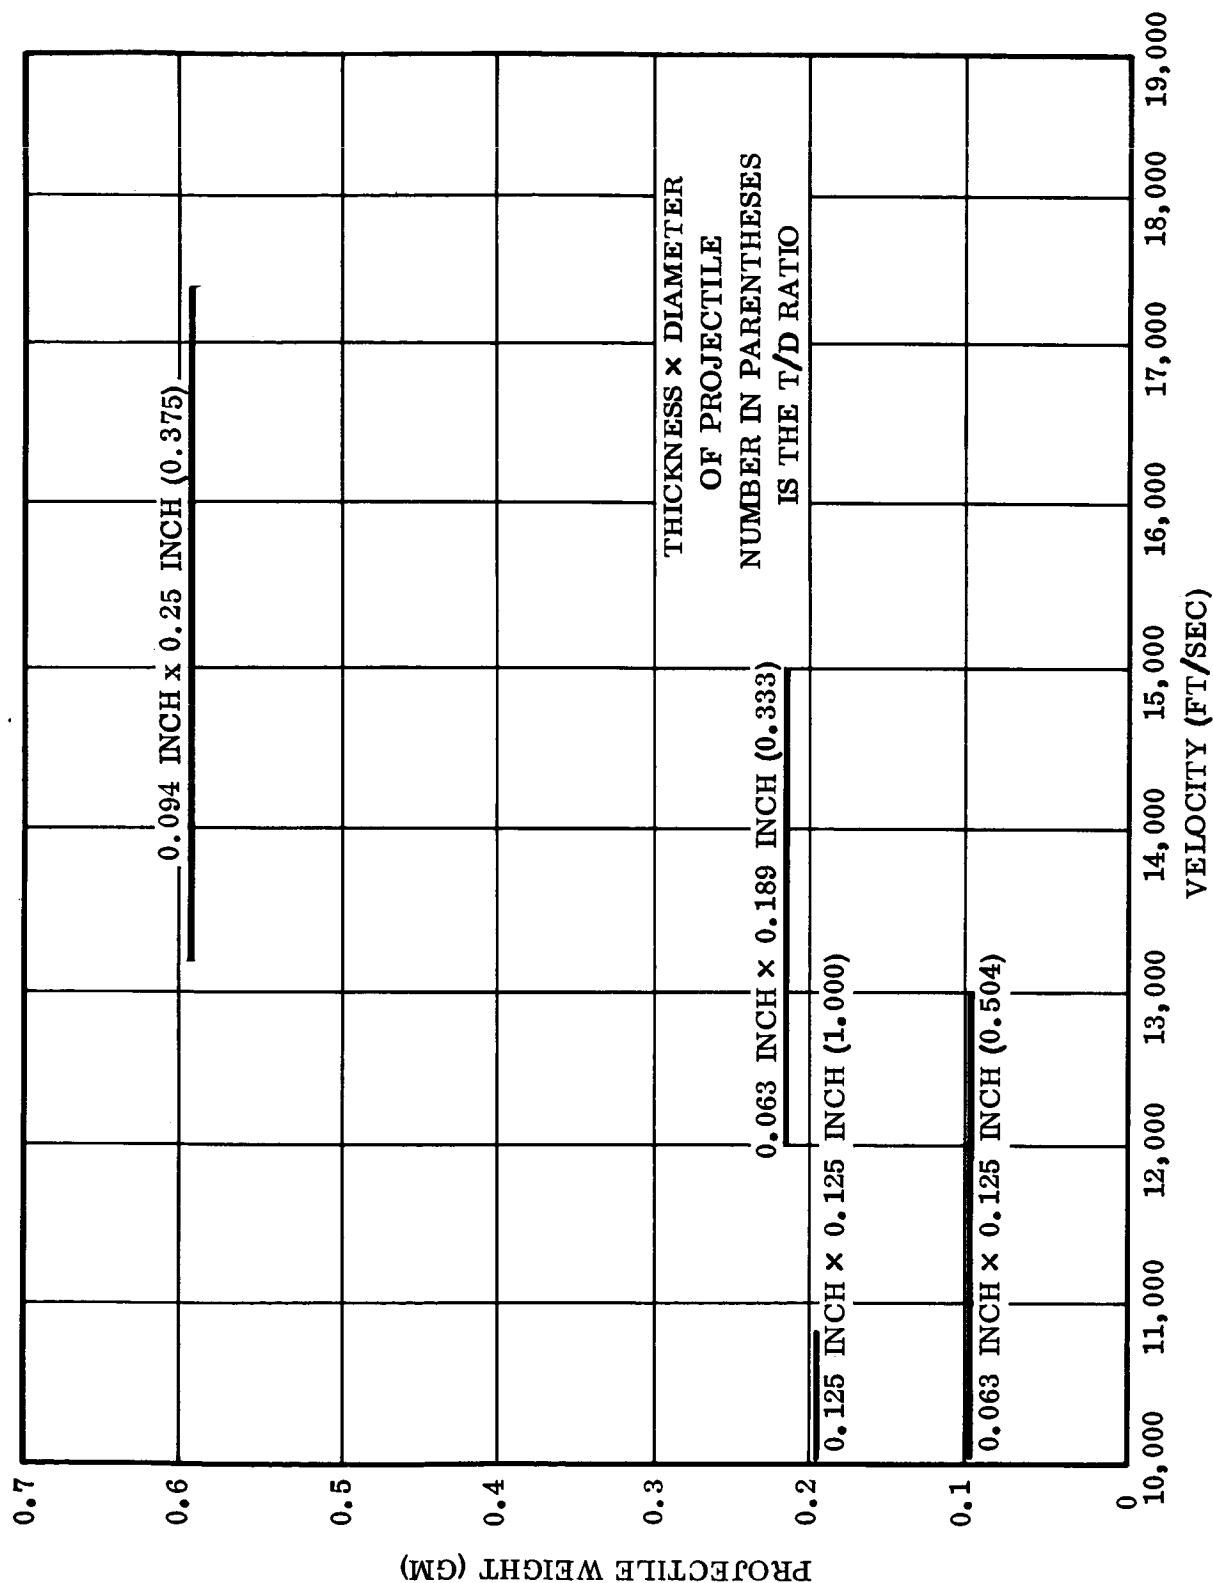 PROJECTILE WEIGHT (GM)
0.7
0.6
0.5
0.4
0.3
0.2
0.1
0
0.094 INCH x 0.25 INCH (0.375)
THICKNESS × DIAMETER
OF PROJECTILE
NUMBER IN PARENTHESES
IS THE T/D RATIO
0.063 INCH × 0.189 INCH (0.333)
0.125 INCH × 0.125 INCH (1.000)
0.063 INCH × 0.125 INCH (0.504)
10,000 11,000 12,000 13,000 14,000 15,000 16,000 17,000 18,000 19,000
VELOCITY (FT/SEC)